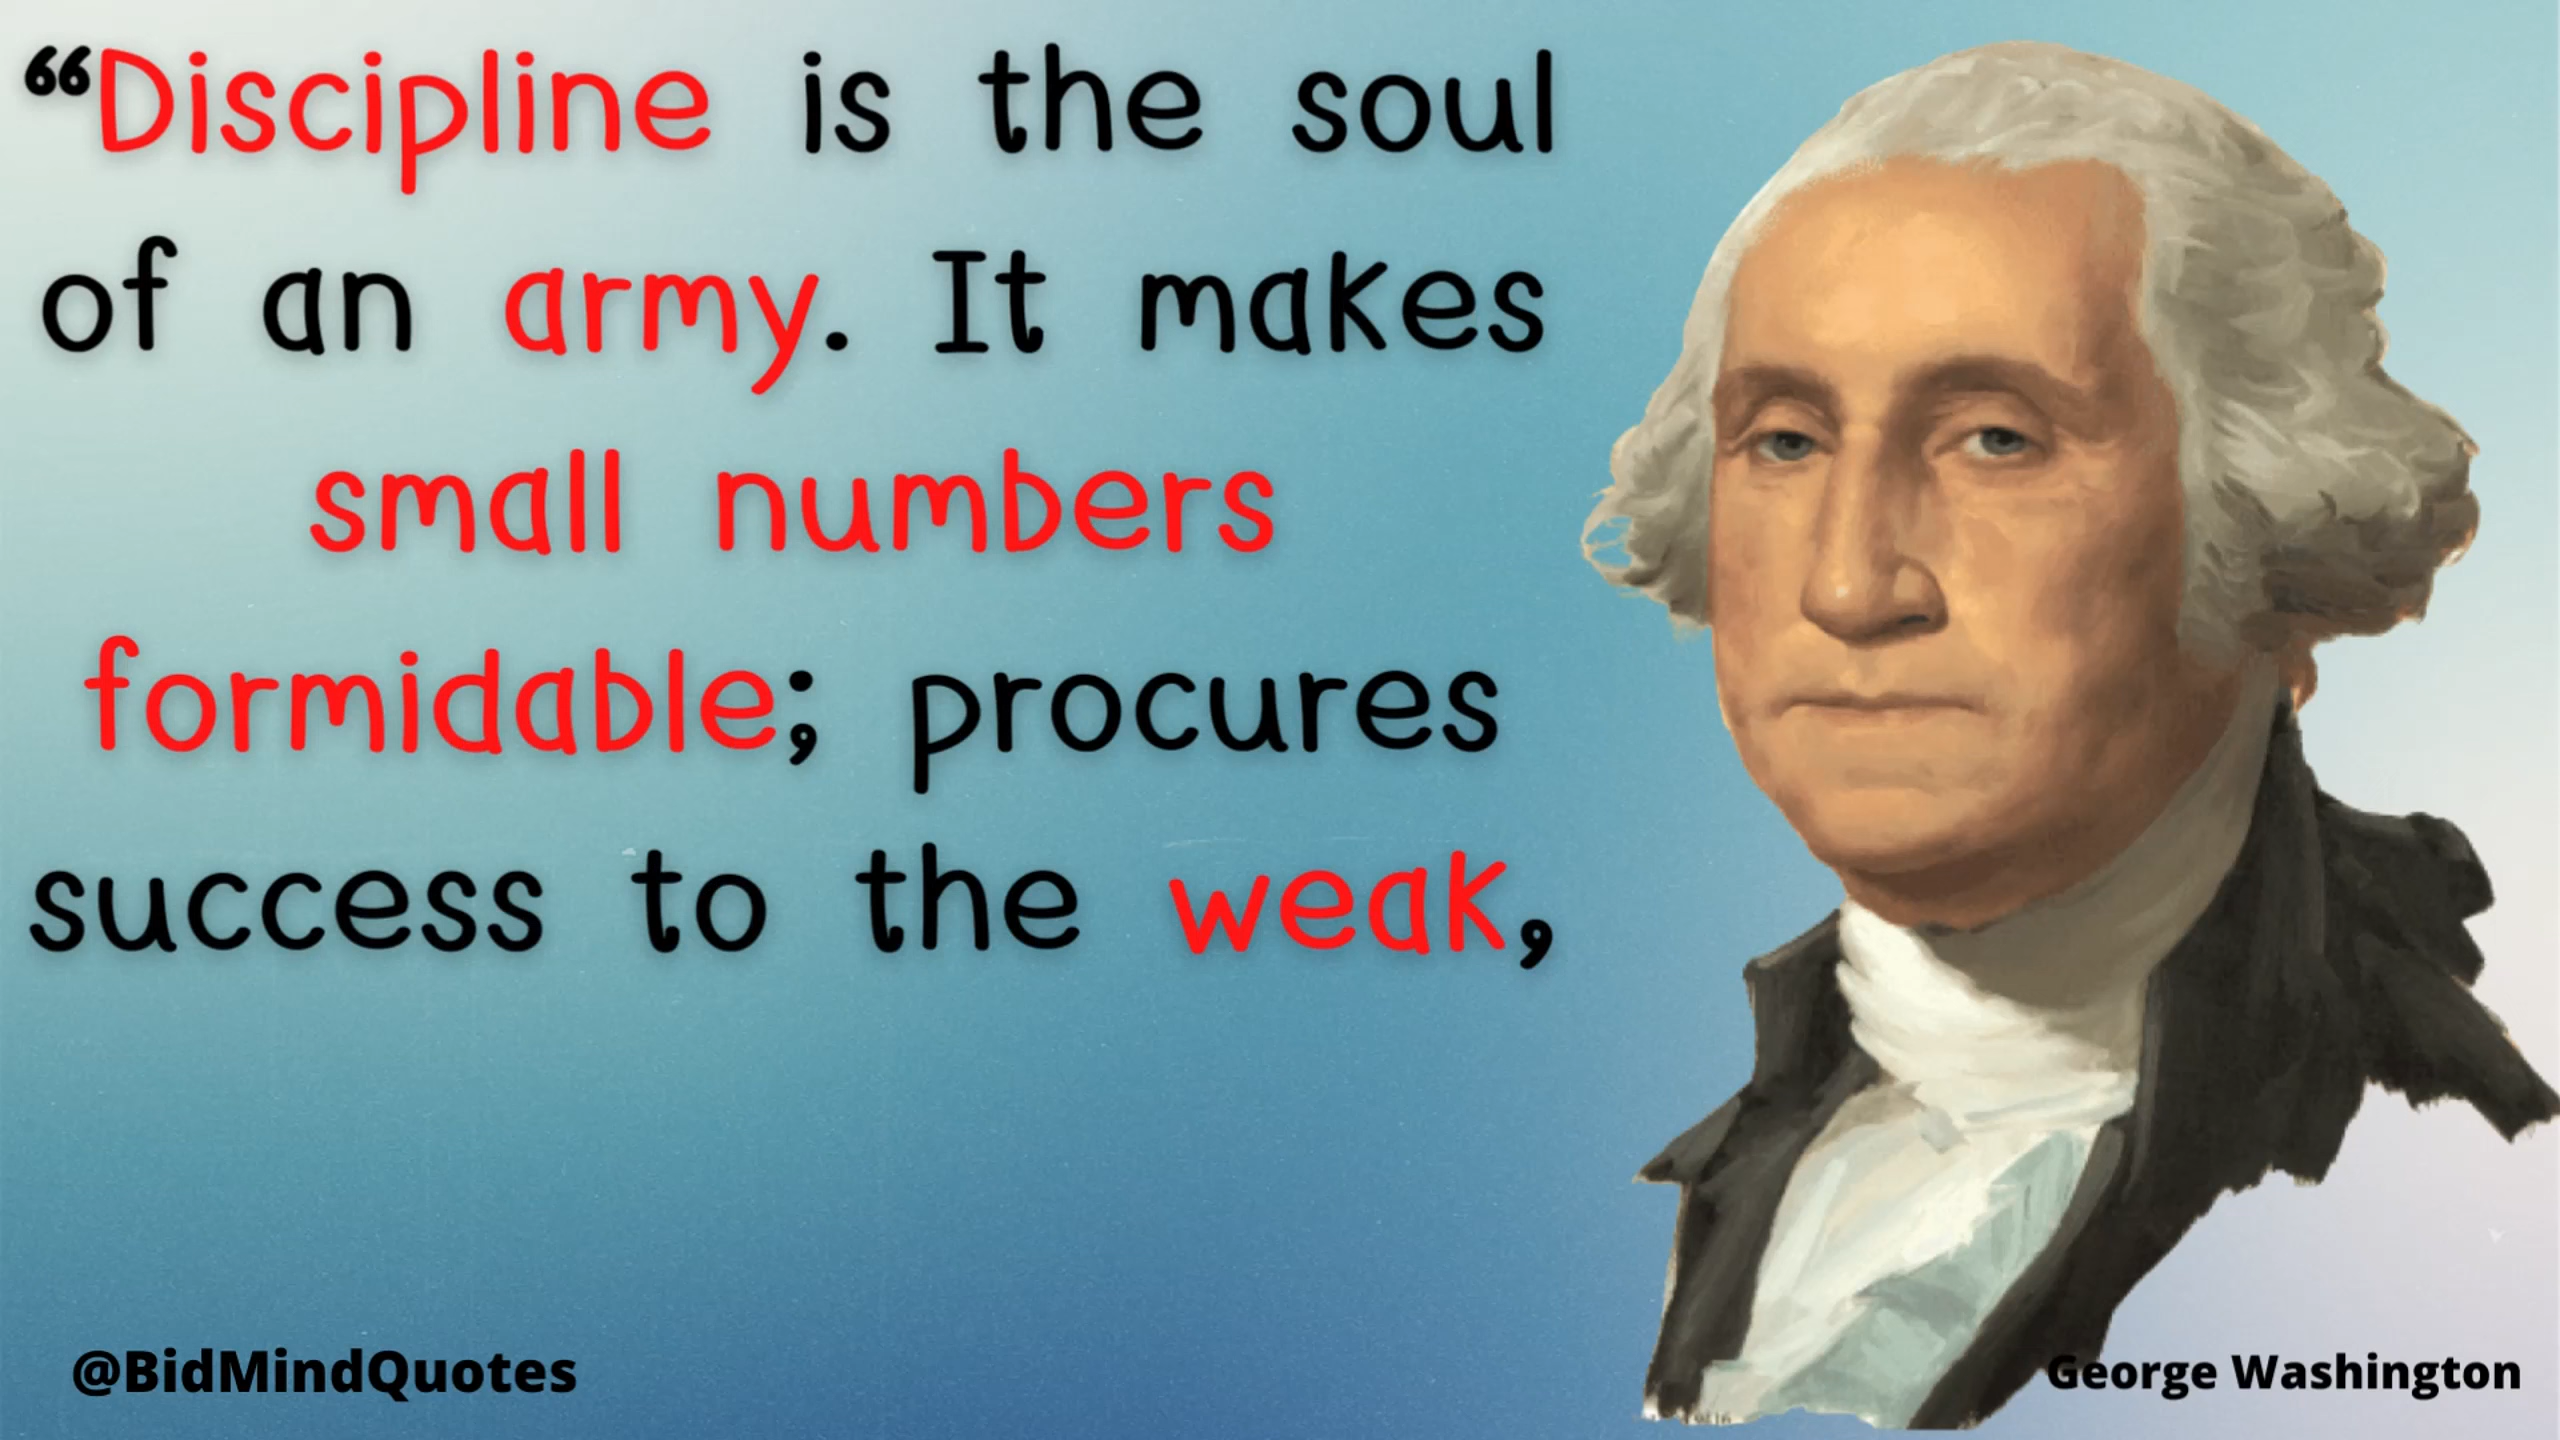 “Discipline is the soul
of an army. It makes
small numbers
formidable; procures
success to the weak,
@BidMindQuotes
George Washington